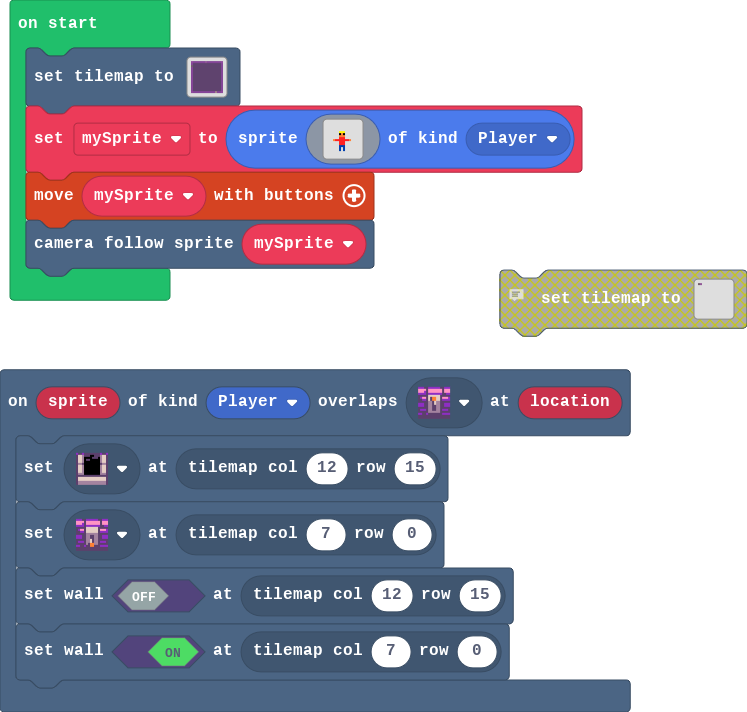 on start
set tilemap to
set mySprite to sprite of kind Player
move mySprite with buttons
camera follow sprite mySprite
set tilemap to
on sprite of kind Player overlaps at location
set at tilemap col 12 row 15
set at tilemap col 7 row 0
set wall OFF at tilemap col 12 row 15
set wall ON at tilemap col 7 row 0